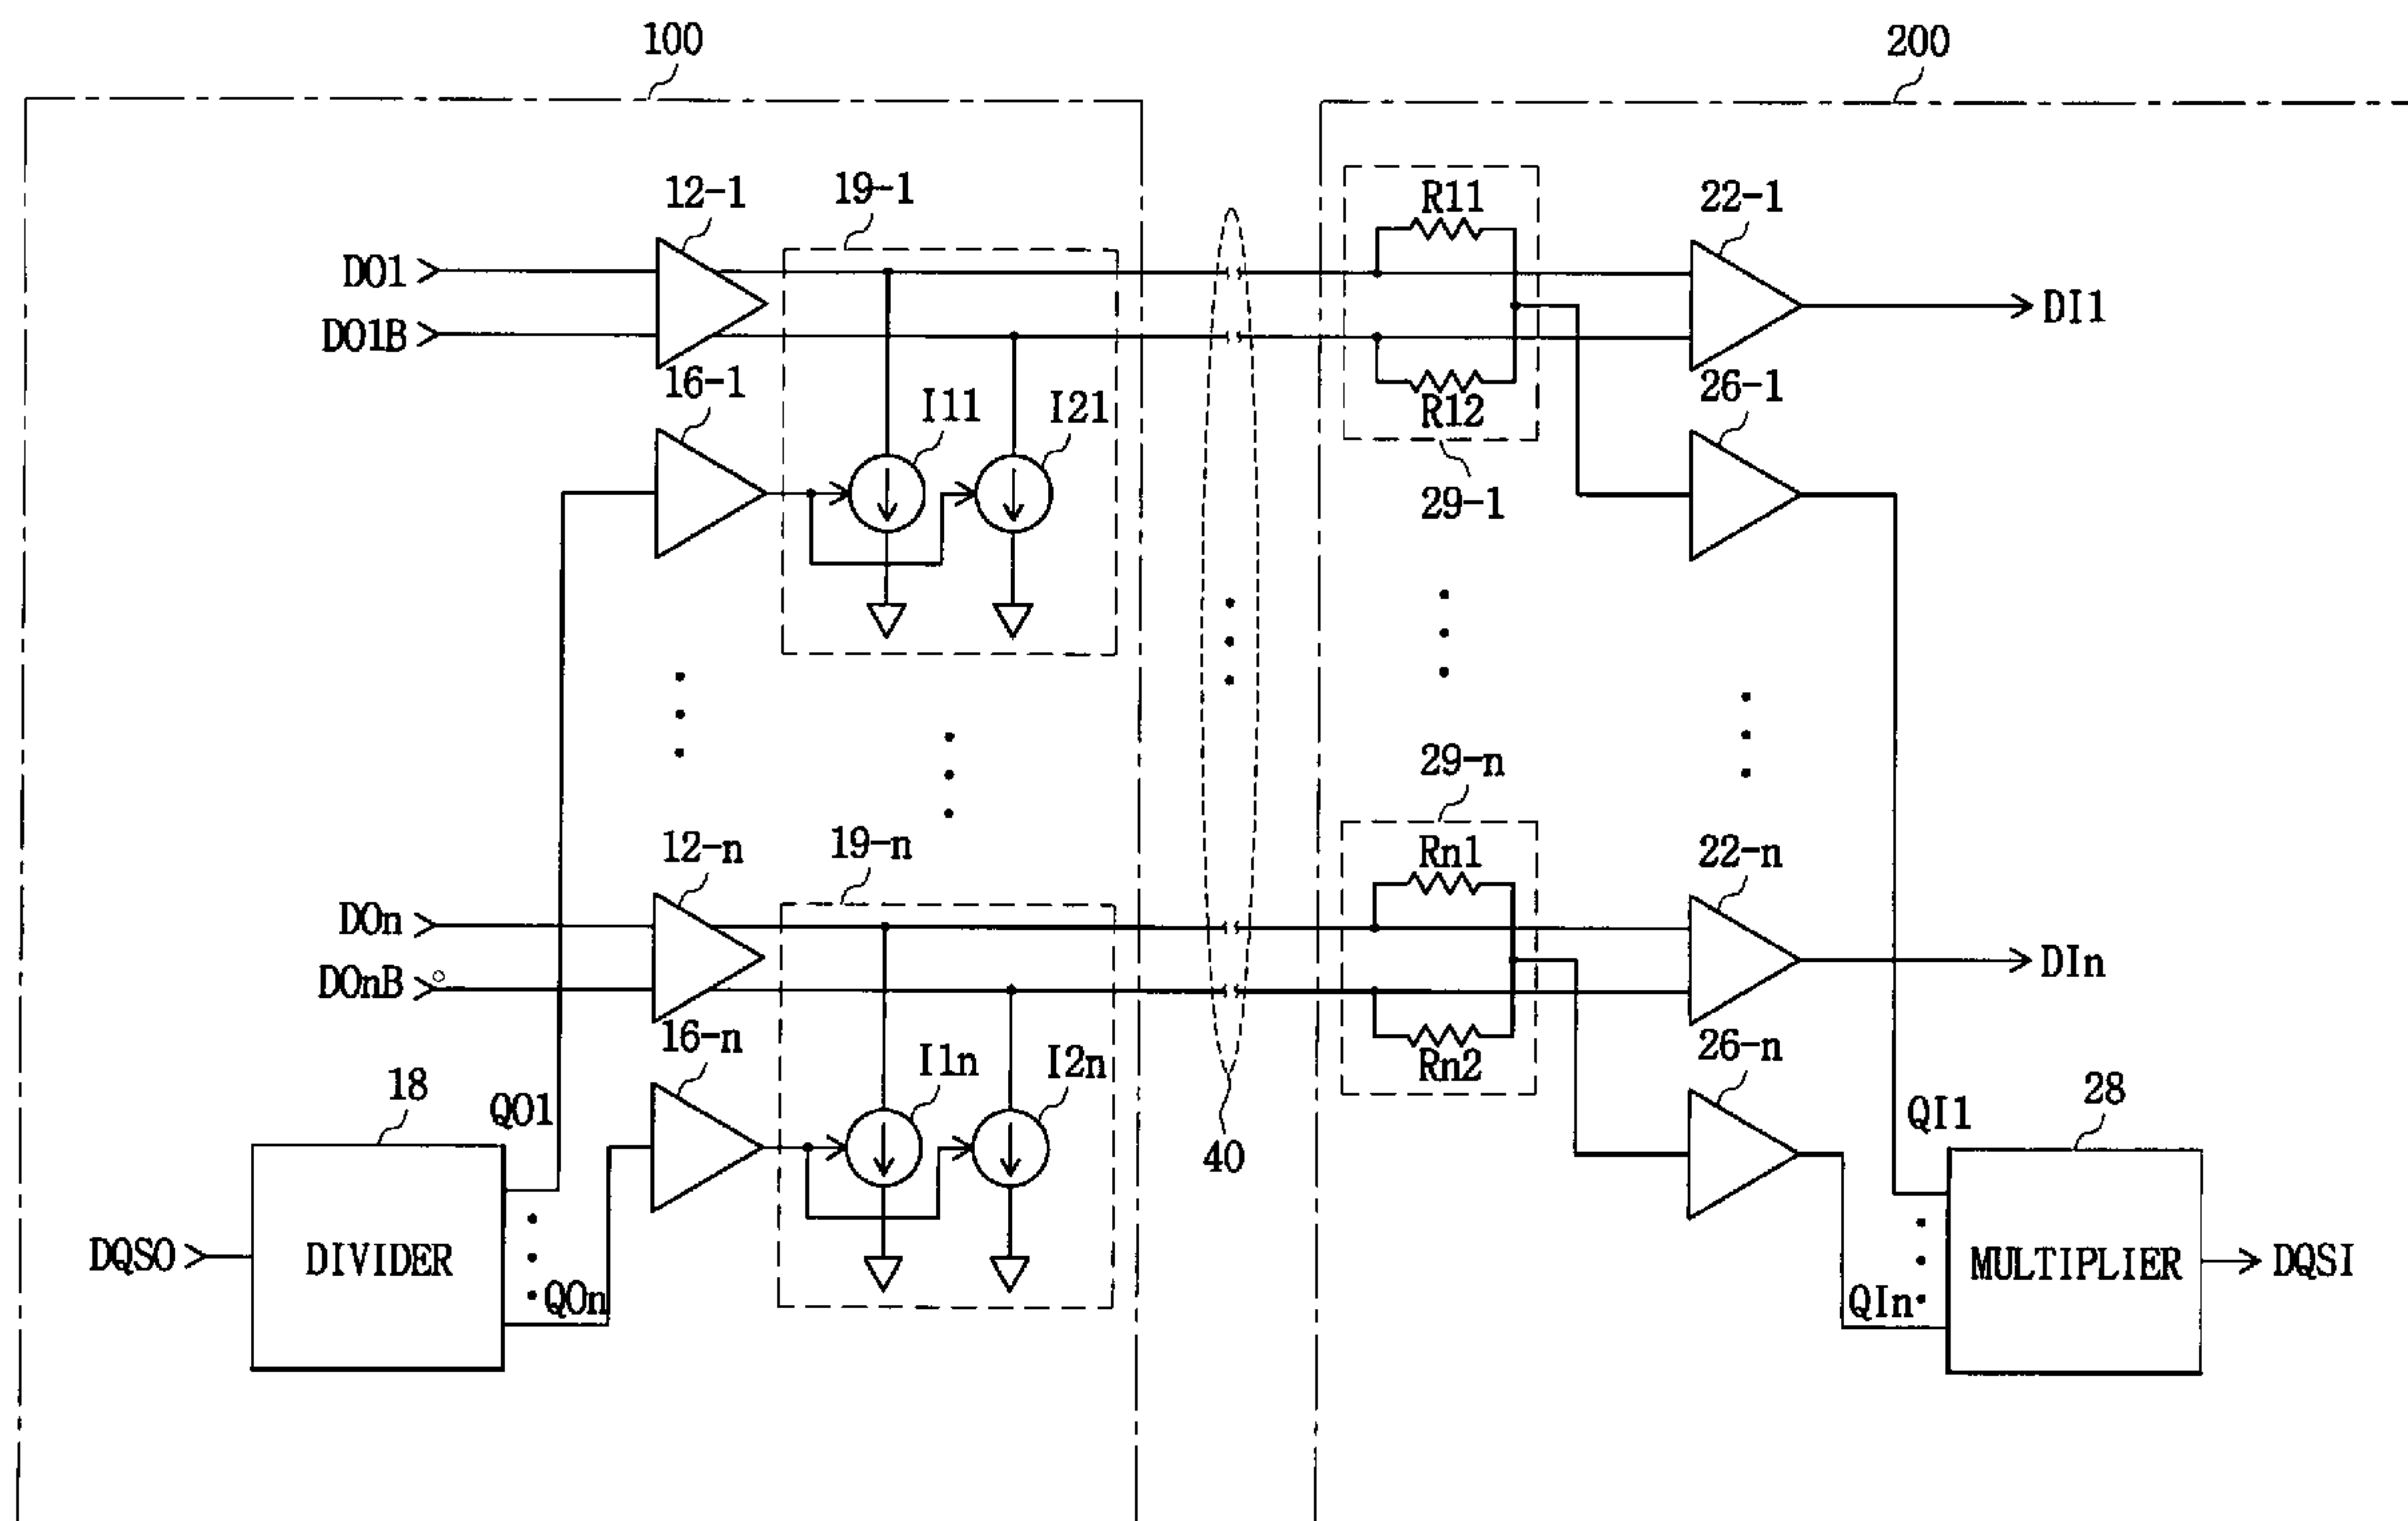 100
200
12-1
19-1
R11
22-1
DO1
DI1
DO1B
16-1
I11
I21
R12
26-1
29-1
29-n
12-n
19-n
Rn1
22-n
DOn
DIn
DOnB
16-n
I1n
I2n
Rn2
26-n
18
QO1
40
QI1
28
DQSO
DIVIDER
MULTIPLIER
DQSI
QOn
QIn